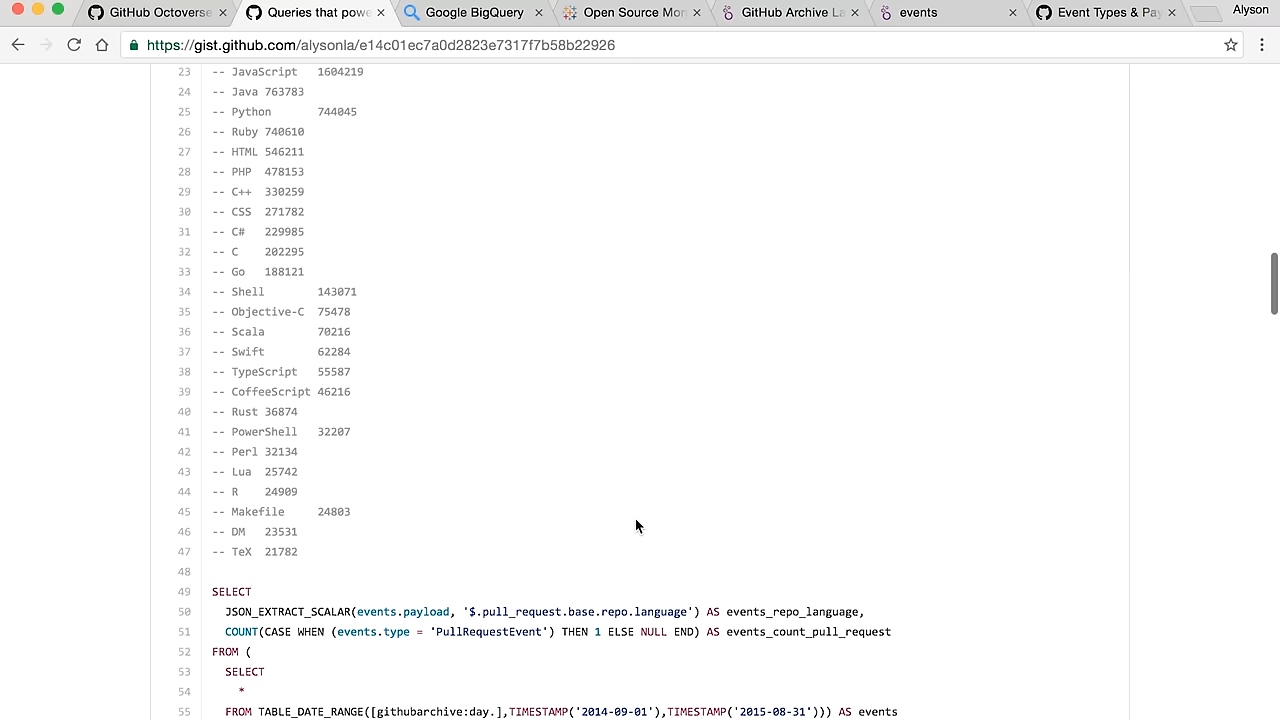 GitHub Octoverse
Queries that powe
Google BigQuery
Open Source Mor
GitHub Archive La
events
Event Types & Pay
Alyson
https://gist.github.com/alysonla/e14c01ec7a0d2823e7317f7b58b22926
23 -- JavaScript 1604219
24 -- Java 763783
25 -- Python 744045
26 -- Ruby 740610
27 -- HTML 546211
28 -- PHP 478153
29 -- C++ 330259
30 -- CSS 271782
31 -- C# 229985
32 -- C 202295
33 -- Go 188121
34 -- Shell 143071
35 -- Objective-C 75478
36 -- Scala 70216
37 -- Swift 62284
38 -- TypeScript 55587
39 -- CoffeeScript 46216
40 -- Rust 36874
41 -- PowerShell 32207
42 -- Perl 32134
43 -- Lua 25742
44 -- R 24909
45 -- Makefile 24803
46 -- DM 23531
47 -- TeX 21782
48
49 SELECT
50 JSON_EXTRACT_SCALAR(events.payload, '$.pull_request.base.repo.language') AS events_repo_language,
51 COUNT(CASE WHEN (events.type = 'PullRequestEvent') THEN 1 ELSE NULL END) AS events_count_pull_request
52 FROM (
53 SELECT
54 *
55 FROM TABLE_DATE_RANGE([githubarchive:day.],TIMESTAMP('2014-09-01'),TIMESTAMP('2015-08-31'))) AS events